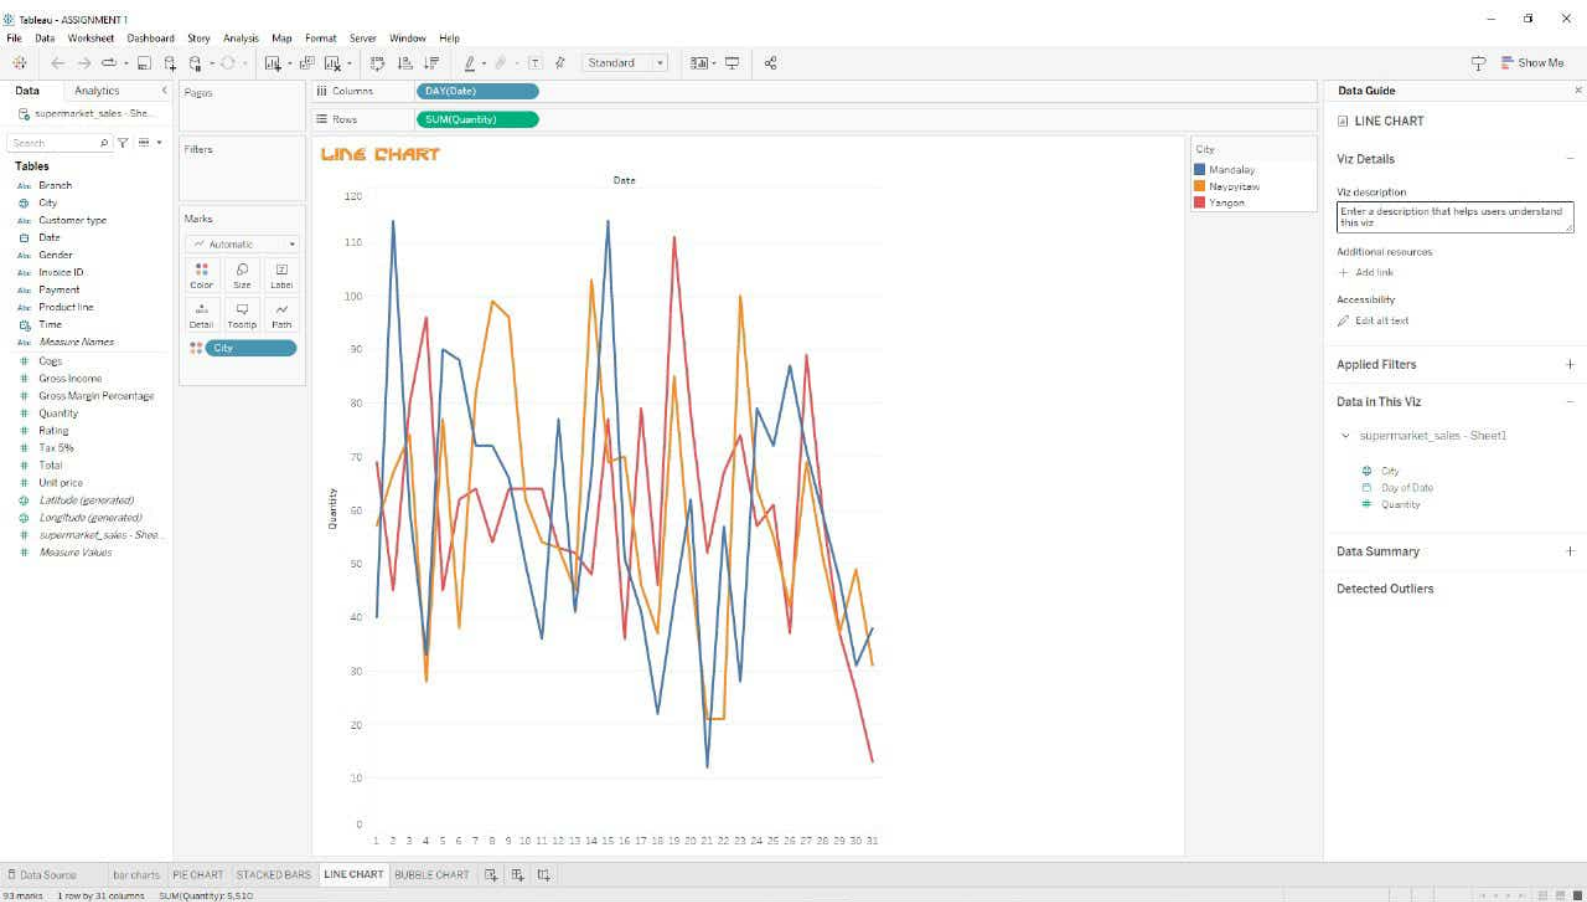 Tableau - ASSIGNMENT 1
File Data Worksheet Dashboard Story Analysis Map Format Server Window Help
Standard
Show Me
Data Analytics
supermarket_sales - She...
Search
Tables
Abc Branch
City
Abc Customer type
Date
Abc Gender
Abc Invoice ID
Abc Payment
Abc Product line
Time
Abc Measure Names
# Cogs
# Gross Income
# Gross Margin Percentage
# Quantity
# Rating
# Tax 5%
# Total
# Unit price
Latitude (generated)
Longitude (generated)
# supermarket_sales - Shee...
# Measure Values
Pages
Filters
Marks
Automatic
Color Size Label
Detail Tooltip Path
City
Columns DAY(Date)
Rows SUM(Quantity)
LINE CHART
Date
Quantity
120
110
100
90
80
70
60
50
40
30
20
10
0
1 2 3 4 5 6 7 8 9 10 11 12 13 14 15 16 17 18 19 20 21 22 23 24 25 26 27 28 29 30 31
City
Mandalay
Naypyitaw
Yangon
Data Guide
LINE CHART
Viz Details
Viz description
Enter a description that helps users understand
this viz
Additional resources
+ Add link
Accessibility
Edit alt text
Applied Filters +
Data in This Viz
supermarket_sales - Sheet1
City
Day of Date
# Quantity
Data Summary +
Detected Outliers
Data Source bar charts PIE CHART STACKED BARS LINE CHART BUBBLE CHART
93 marks 1 row by 31 columns SUM(Quantity): 5,510